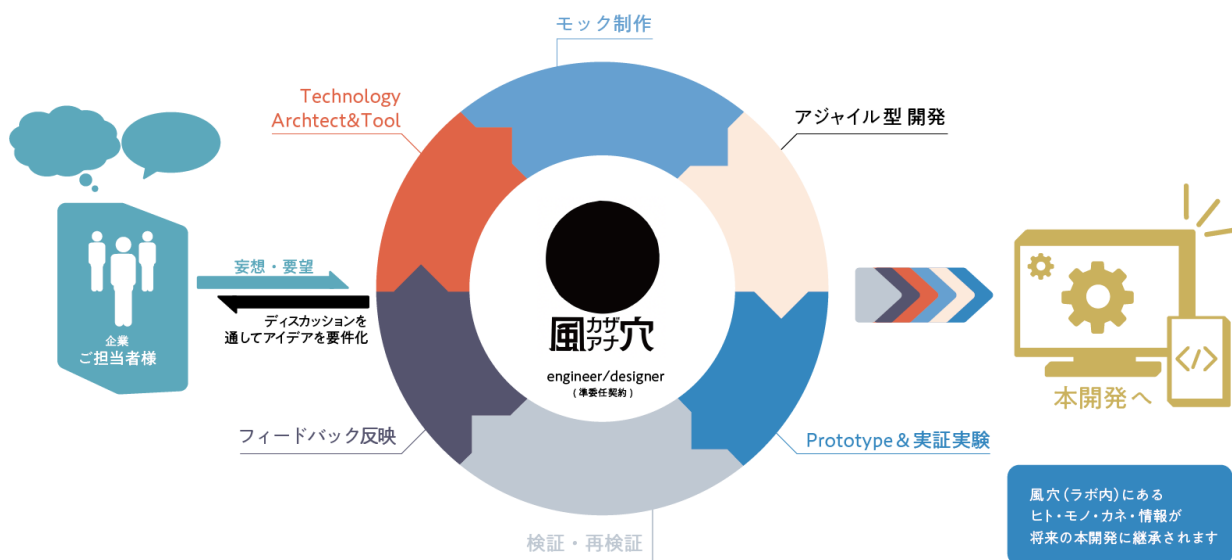 モック制作
Technology
Archtect&Tool
アジャイル型 開発
妄想・要望
ディスカッションを
通してアイデアを要件化
企業
ご担当者様
風カザアナ穴
engineer/designer
(準委任契約)
フィードバック反映
Prototype & 実証実験
検証・再検証
</>
本開発へ
風穴(ラボ内)にある
ヒト・モノ・カネ・情報が
将来の本開発に継承されます